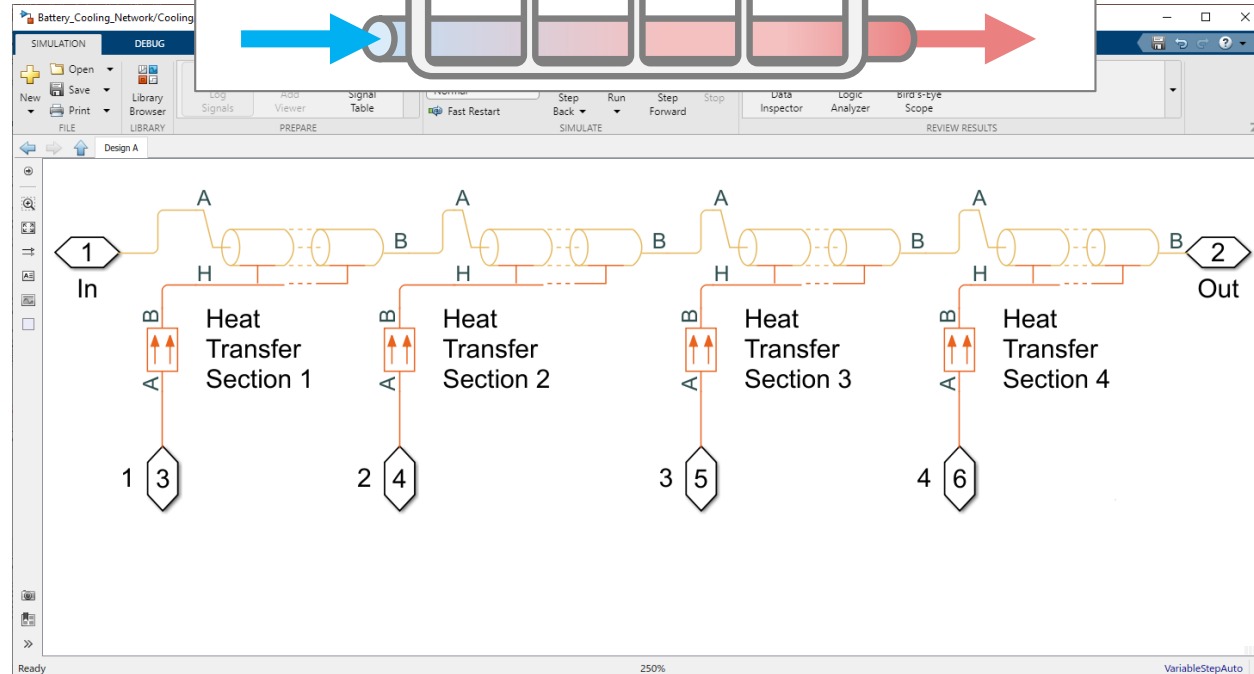 Battery_Cooling_Network/Cooling
SIMULATION
DEBUG
New
Open
Save
Print
FILE
Library
Browser
LIBRARY
Log
Signals
Add
Viewer
Signal
Table
PREPARE
Normal
Fast Restart
Step
Back
Run
Step
Forward
Stop
SIMULATE
Data
Inspector
Logic
Analyzer
Bird's-Eye
Scope
REVIEW RESULTS
Design A
A
A
A
A
1
B
B
B
B
2
In
H
H
H
H
Out
B
B
B
B
Heat
Transfer
Section 1
Heat
Transfer
Section 2
Heat
Transfer
Section 3
Heat
Transfer
Section 4
A
A
A
A
1 3
2 4
3 5
4 6
Ready
250%
VariableStepAuto